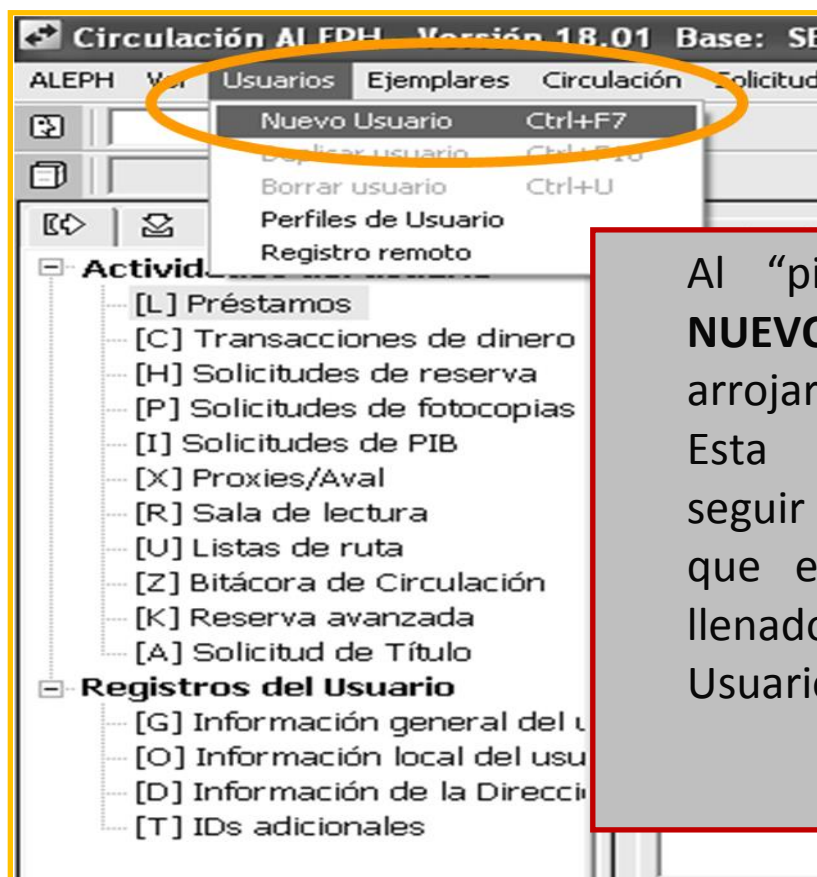 Circulación ALEPH Versión 18.01 Base:
ALEPH Ver Usuarios Ejemplares Circulación Solicitud
Nuevo Usuario Ctrl+F7
Duplicar usuario
Borrar usuario Ctrl+U
Perfiles de Usuario
Registro remoto
[L] Préstamos
[C] Transacciones de dinero
[H] Solicitudes de reserva
[P] Solicitudes de fotocopias
[I] Solicitudes de PIB
[X] Proxies/Aval
[R] Sala de lectura
[U] Listas de ruta
[Z] Bitácora de Circulación
[K] Reserva avanzada
[A] Solicitud de Título
Registros del Usuario
[G] Información general del
[O] Información local del usu
[D] Información de la Direcci
[T] IDs adicionales
Al “pi
NUEVO
arrojar
Esta
seguir
que e
llenado
Usuari